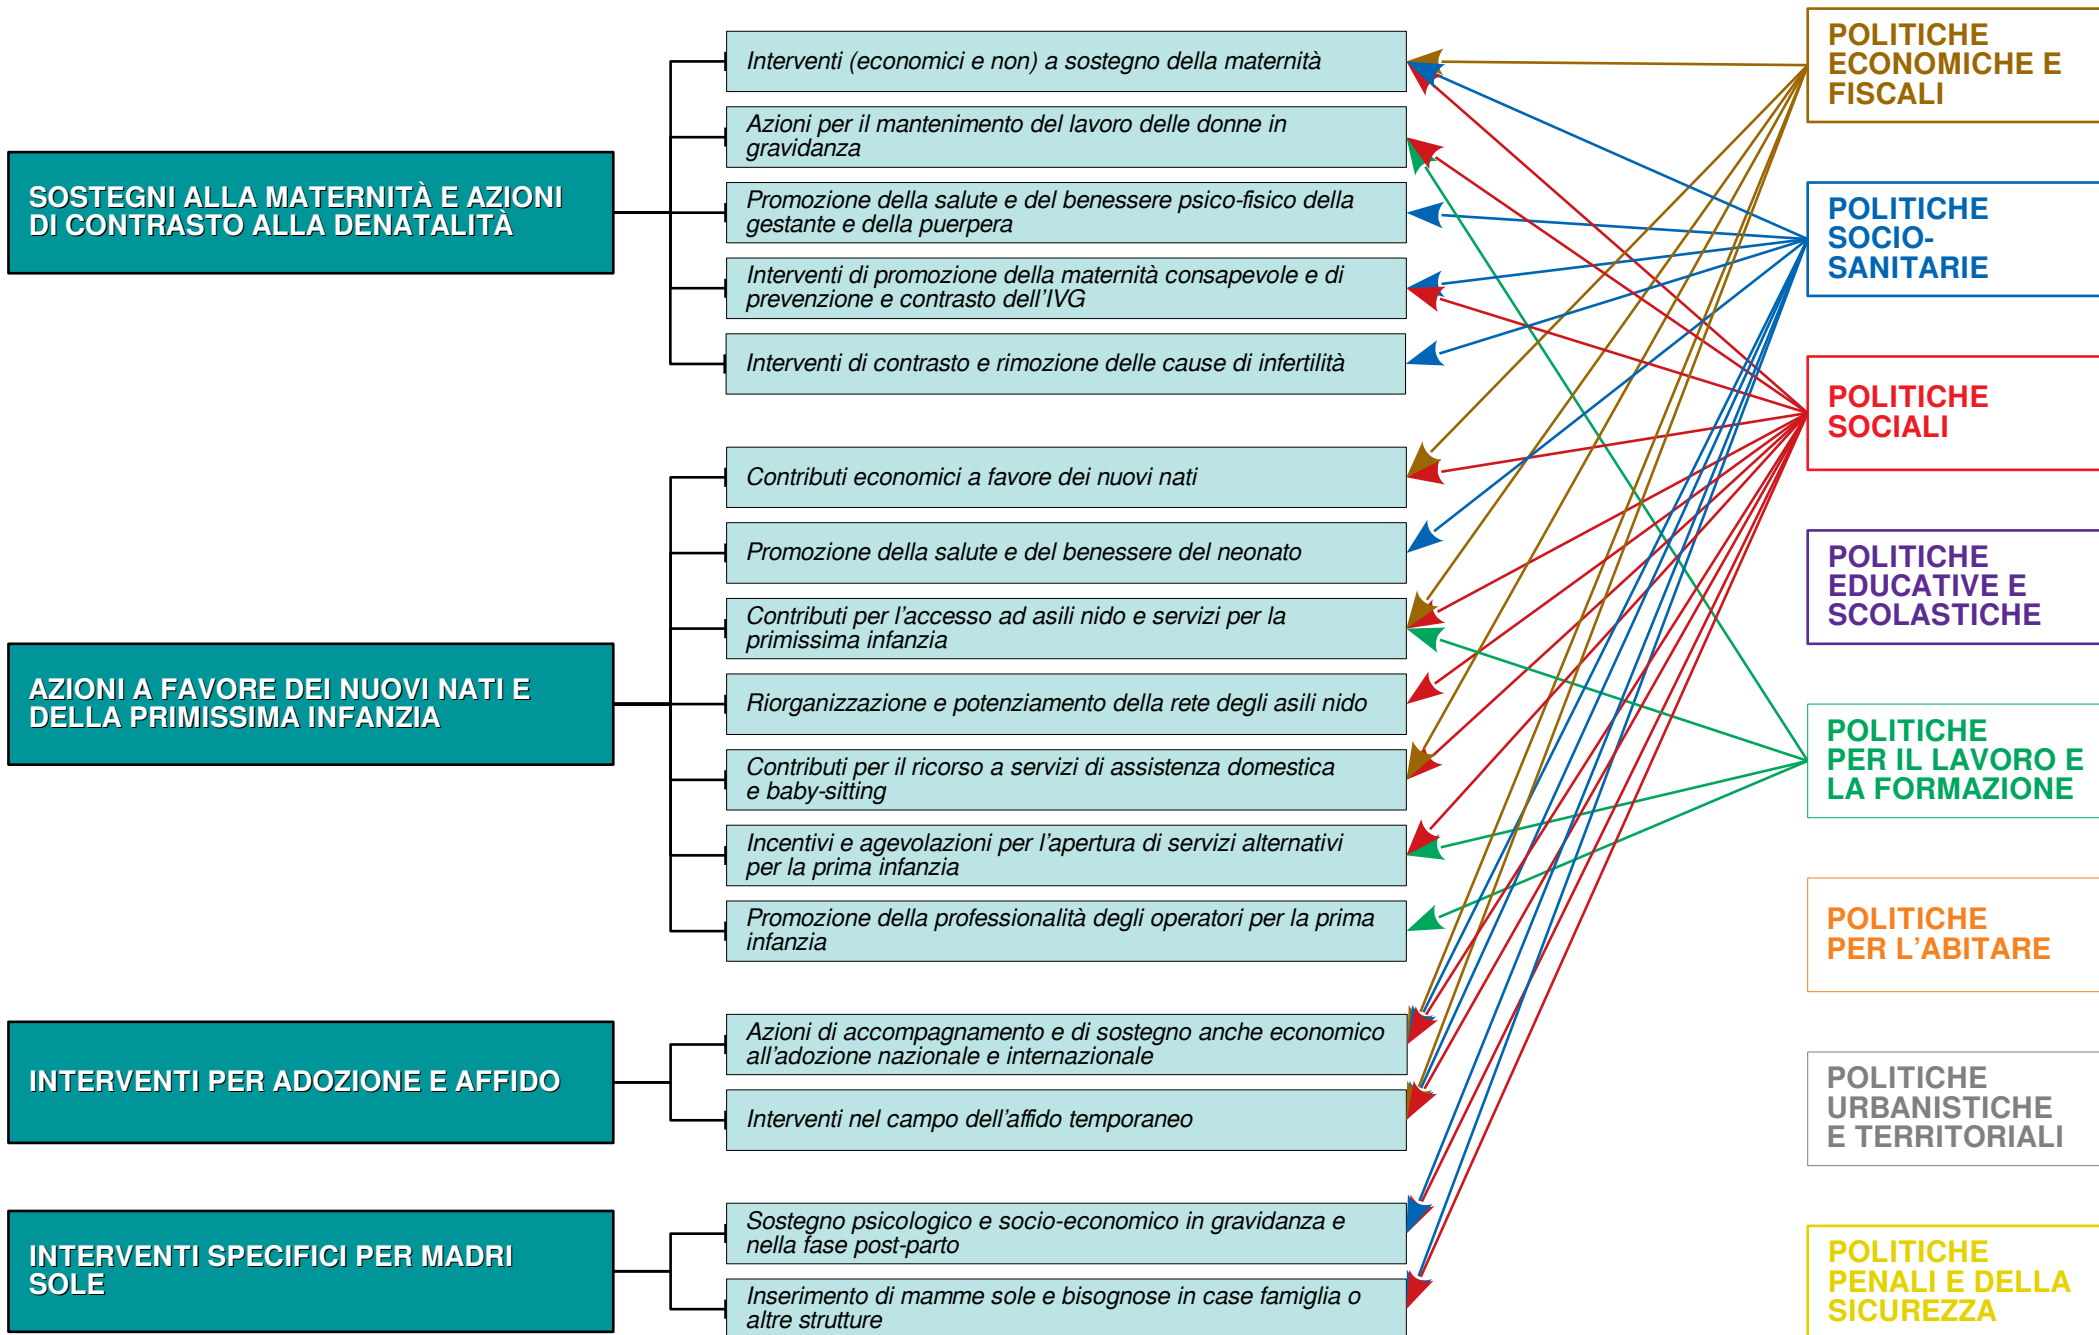 SOSTEGNI ALLA MATERNITÀ E AZIONI
DI CONTRASTO ALLA DENATALITÀ
Interventi (economici e non) a sostegno della maternità
Azioni per il mantenimento del lavoro delle donne in
gravidanza
Promozione della salute e del benessere psico-fisico della
gestante e della puerpera
Interventi di promozione della maternità consapevole e di
prevenzione e contrasto dell'IVG
Interventi di contrasto e rimozione delle cause di infertilità
AZIONI A FAVORE DEI NUOVI NATI E
DELLA PRIMISSIMA INFANZIA
Contributi economici a favore dei nuovi nati
Promozione della salute e del benessere del neonato
Contributi per l'accesso ad asili nido e servizi per la
primissima infanzia
Riorganizzazione e potenziamento della rete degli asili nido
Contributi per il ricorso a servizi di assistenza domestica
e baby-sitting
Incentivi e agevolazioni per l'apertura di servizi alternativi
per la prima infanzia
Promozione della professionalità degli operatori per la prima
infanzia
INTERVENTI PER ADOZIONE E AFFIDO
Azioni di accompagnamento e di sostegno anche economico
all'adozione nazionale e internazionale
Interventi nel campo dell'affido temporaneo
INTERVENTI SPECIFICI PER MADRI
SOLE
Sostegno psicologico e socio-economico in gravidanza e
nella fase post-parto
Inserimento di mamme sole e bisognose in case famiglia o
altre strutture
POLITICHE
ECONOMICHE E
FISCALI
POLITICHE
SOCIO-
SANITARIE
POLITICHE
SOCIALI
POLITICHE
EDUCATIVE E
SCOLASTICHE
POLITICHE
PER IL LAVORO E
LA FORMAZIONE
POLITICHE
PER L'ABITARE
POLITICHE
URBANISTICHE
E TERRITORIALI
POLITICHE
PENALI E DELLA
SICUREZZA